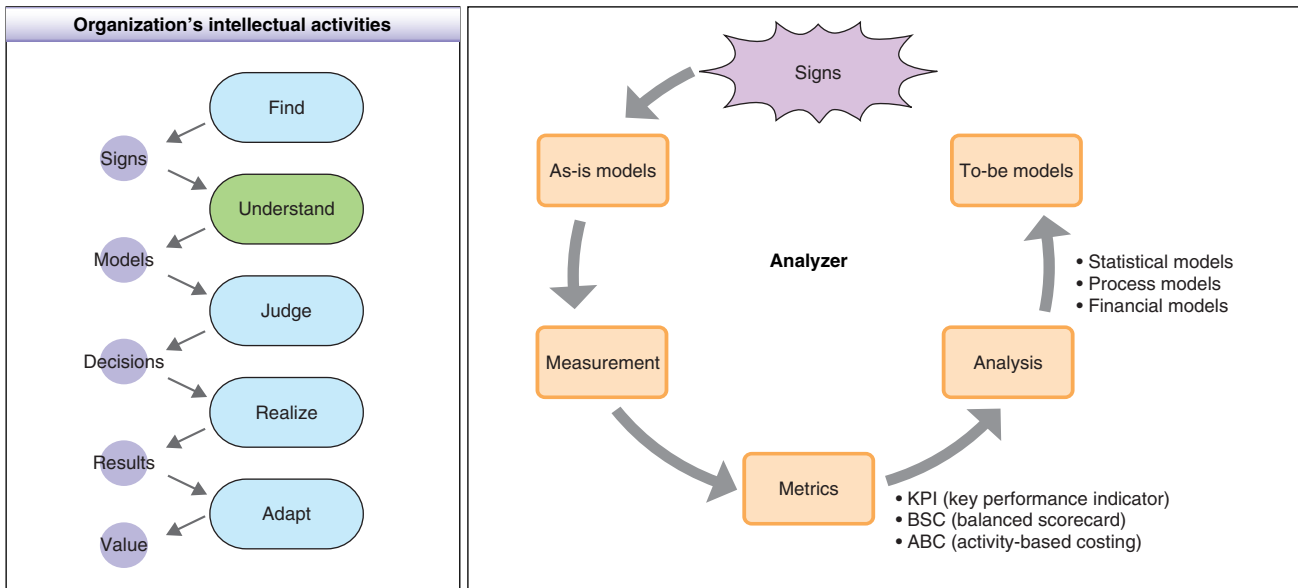 Organization's intellectual activities
Find
Signs
Understand
Models
Judge
Decisions
Realize
Results
Adapt
Value
Signs
As-is models
To-be models
Analyzer
• Statistical models
• Process models
• Financial models
Measurement
Analysis
Metrics
• KPI (key performance indicator)
• BSC (balanced scorecard)
• ABC (activity-based costing)